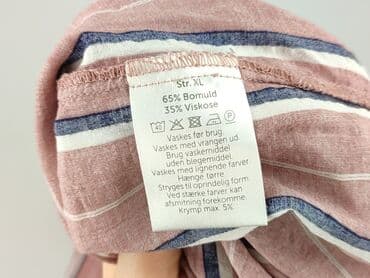 Str. XL
65% Bomuld
35% Viskose
40
Vaskes før brug
Vaskes med vrangen ud
Brug vaskemiddel
uden blegemiddel
Vaskes med lignende farver
Hænge tørre
Stryges til oprindelig form
Ved stærke farver kan
afsmitning forekomme
Krymp max. 5%